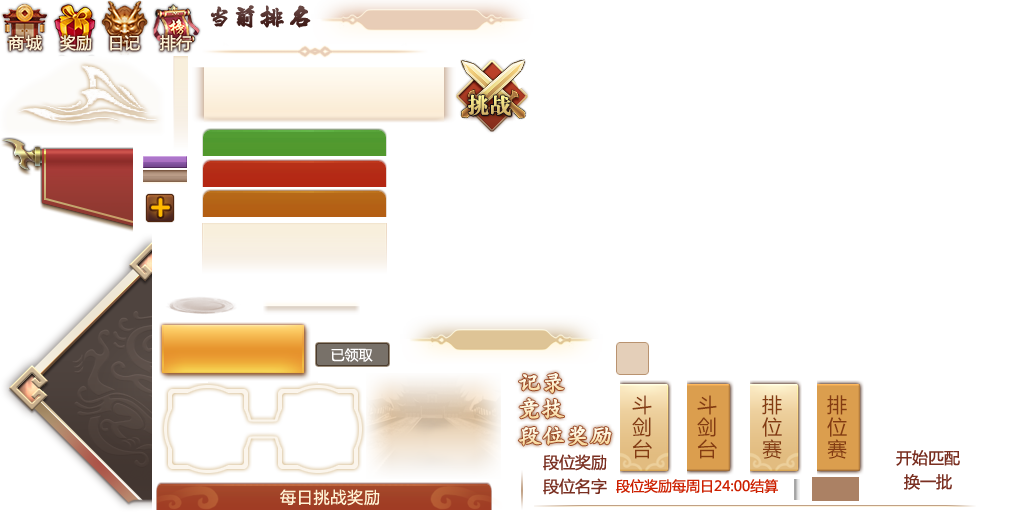 当前排名
商城
奖励
日记
榜
排行
挑战
已领取
记录
竞技
段位奖励
斗剑台
斗剑台
排位赛
排位赛
段位奖励
段位名字
段位奖励每周日24:00结算
开始匹配
换一批
每日挑战奖励